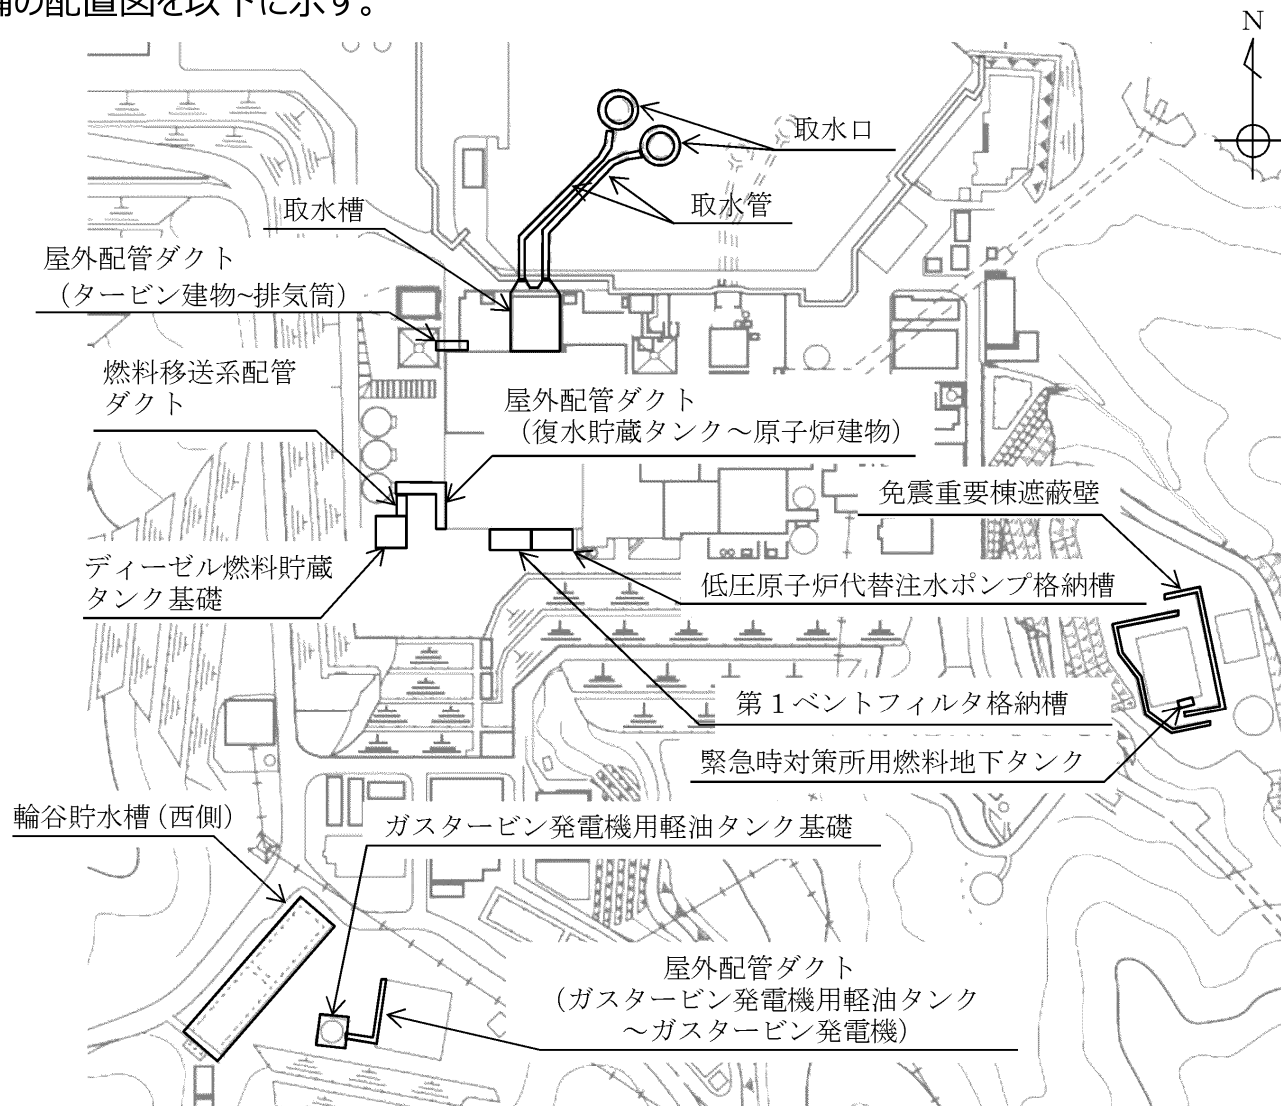 の配置図を以下に示す。
N
取水口
取水管
取水槽
屋外配管ダクト
（タービン建物~排気筒）
燃料移送系配管
ダクト
屋外配管ダクト
（復水貯蔵タンク～原子炉建物）
免震重要棟遮蔽壁
ディーゼル燃料貯蔵
タンク基礎
低圧原子炉代替注水ポンプ格納槽
第１ベントフィルタ格納槽
緊急時対策所用燃料地下タンク
輪谷貯水槽（西側）
ガスタービン発電機用軽油タンク基礎
屋外配管ダクト
（ガスタービン発電機用軽油タンク
～ガスタービン発電機）